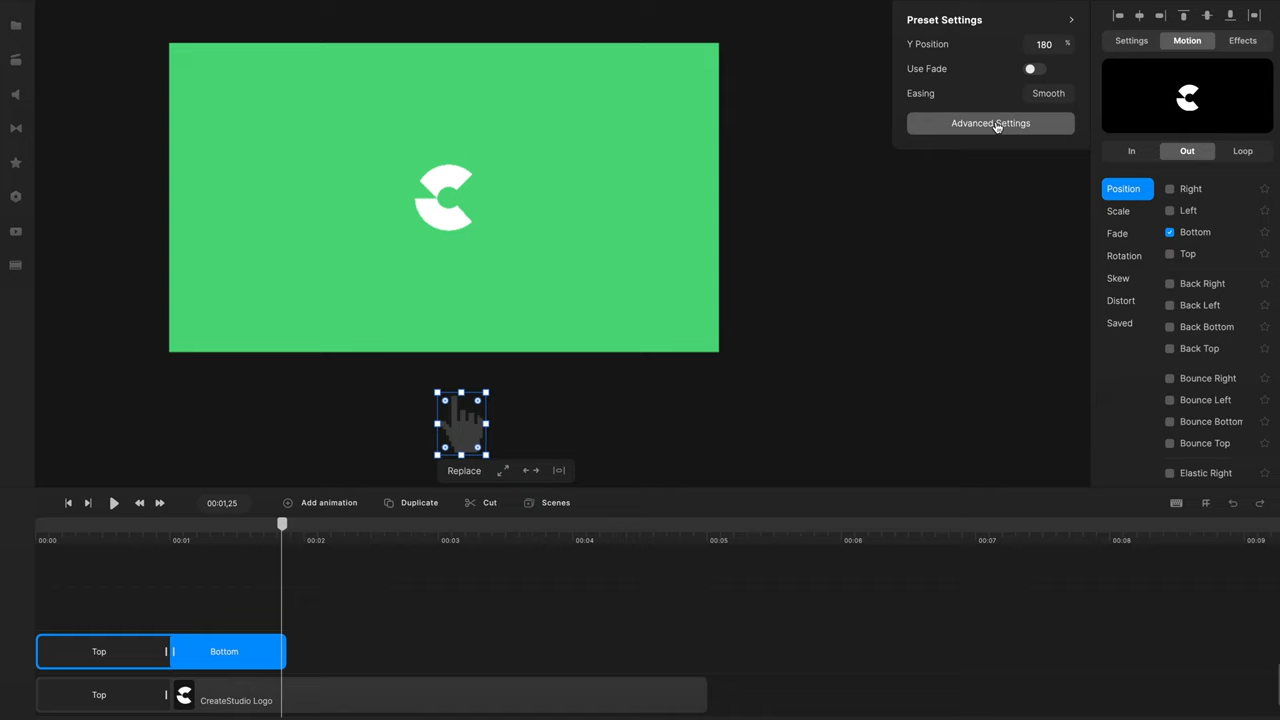 Preset Settings
Y Position 180 %
Use Fade
Easing Smooth
Advanced Settings
Settings Motion Effects
In Out Loop
Position
Scale
Fade
Rotation
Skew
Distort
Saved
Right
Left
Bottom
Top
Back Right
Back Left
Back Bottom
Back Top
Bounce Right
Bounce Left
Bounce Bottom
Bounce Top
Elastic Right
Replace
00:01,25 Add animation Duplicate Cut Scenes
00:00 00:01 00:02 00:03 00:04 00:05 00:06 00:07 00:08 00:09
Top Bottom
Top CreateStudio Logo